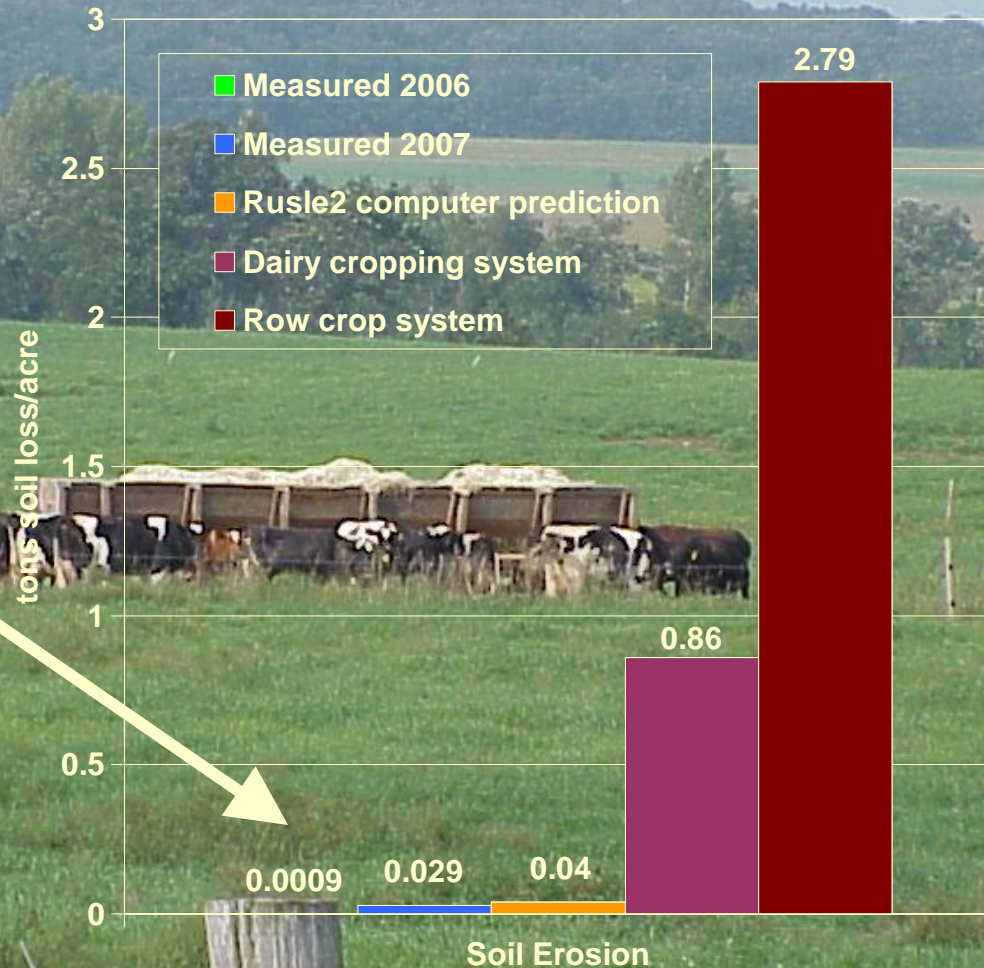 3
2.5
2
1.5
1
0.5
0
tons soil loss/acre
Measured 2006
Measured 2007
Rusle2 computer prediction
Dairy cropping system
Row crop system
2.79
0.86
0.0009
0.029
0.04
Soil Erosion